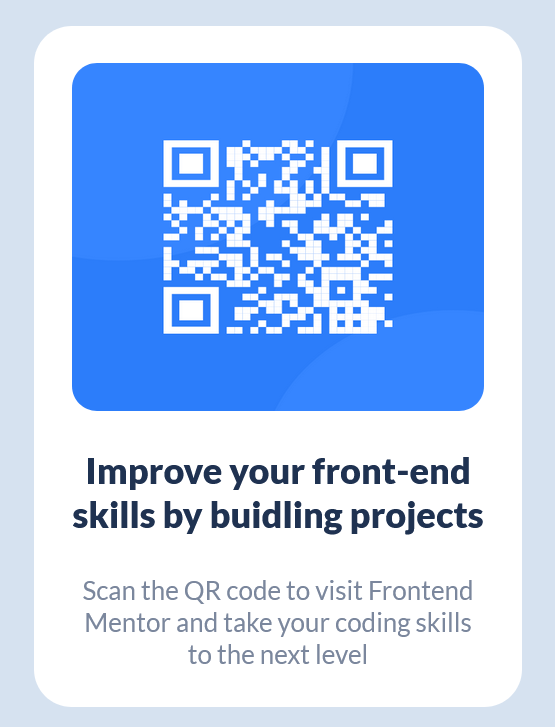 Improve your front-end
skills by buidling projects
Scan the QR code to visit Frontend
Mentor and take your coding skills
to the next level